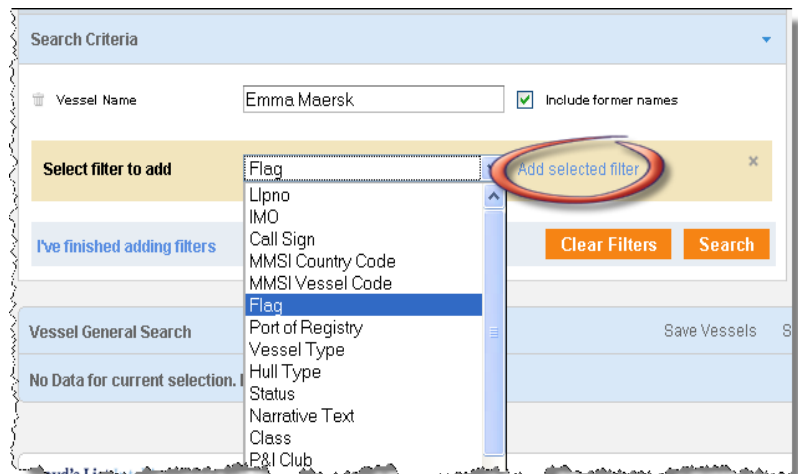 Search Criteria
Vessel Name Emma Maersk Include former names
Select filter to add Flag Add selected filter
Llpno
IMO
Call Sign
I've finished adding filters Clear Filters Search
MMSI Country Code
MMSI Vessel Code
Flag
Port of Registry
Vessel General Search Save Vessels S
Vessel Type
Hull Type
No Data for current selection.
Status
Narrative Text
Class
P&I Club